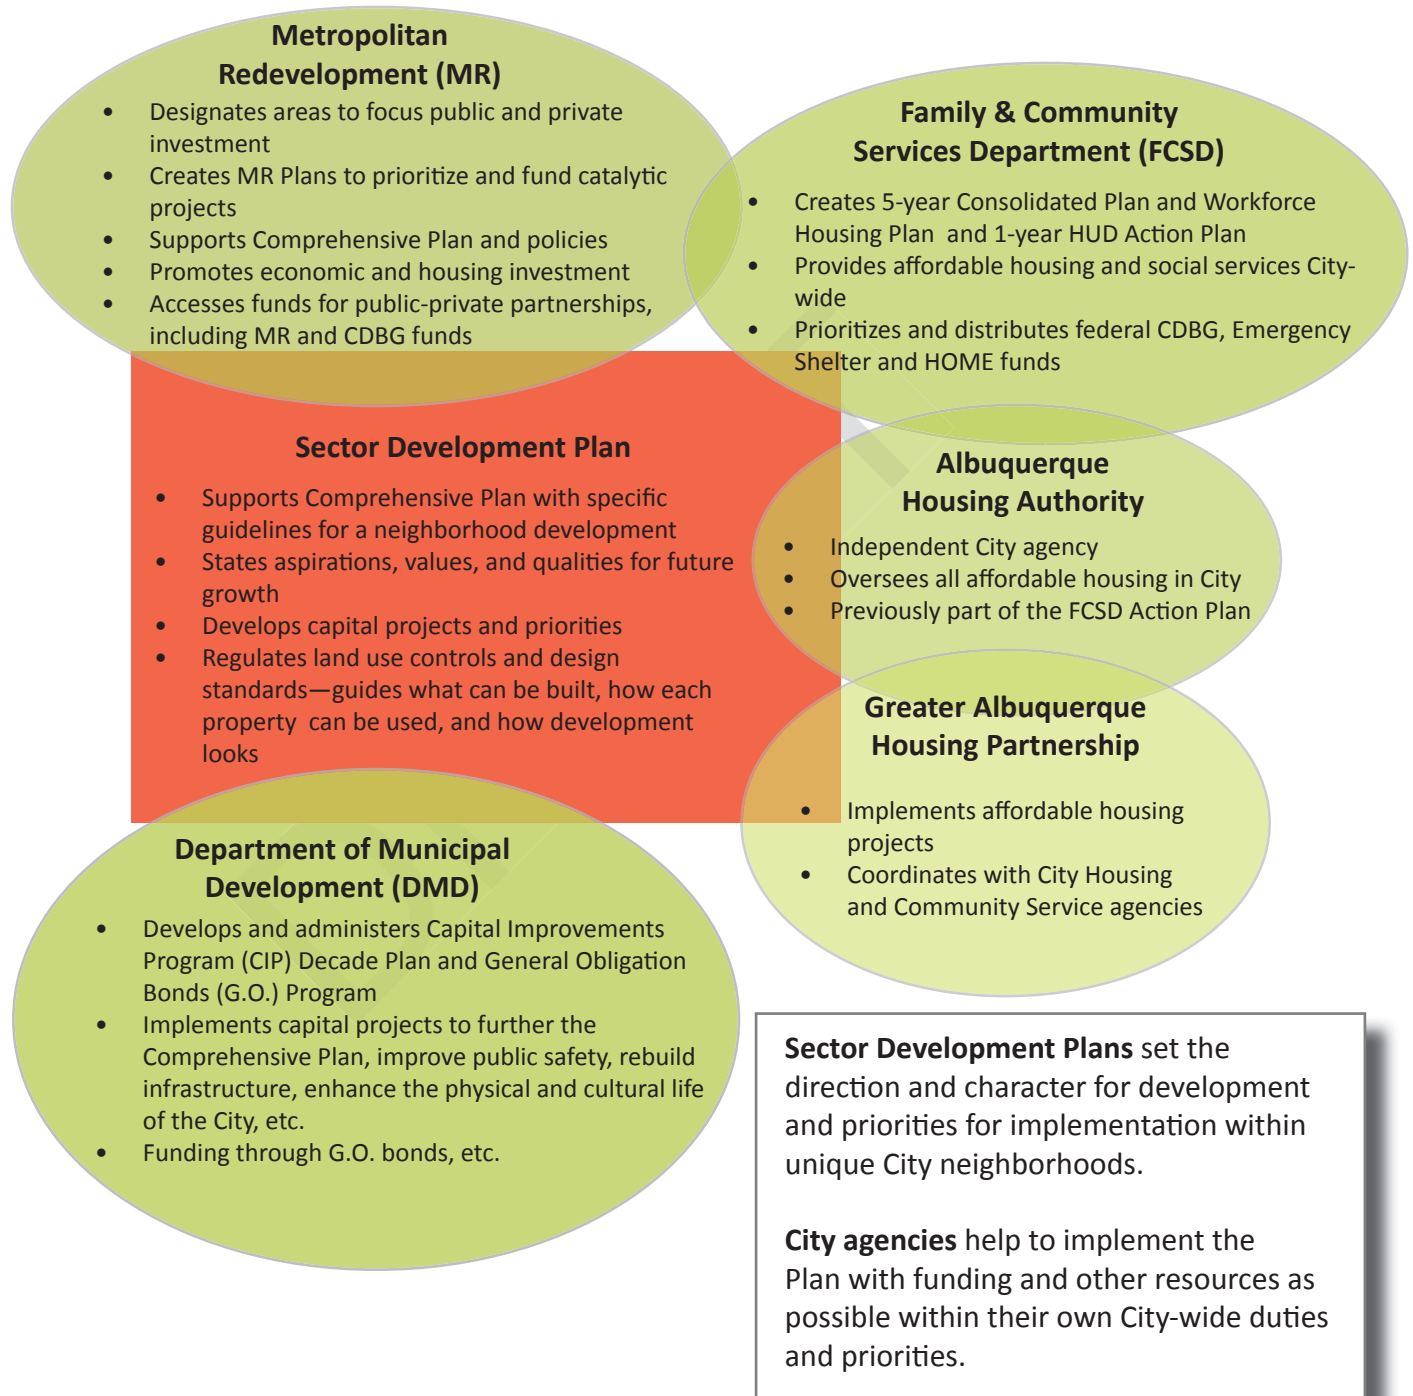 Metropolitan
Redevelopment (MR)
• Designates areas to focus public and private
investment
• Creates MR Plans to prioritize and fund catalytic
projects
• Supports Comprehensive Plan and policies
• Promotes economic and housing investment
• Accesses funds for public-private partnerships,
including MR and CDBG funds
Family & Community
Services Department (FCSD)
• Creates 5-year Consolidated Plan and Workforce
Housing Plan and 1-year HUD Action Plan
• Provides affordable housing and social services City-
wide
• Prioritizes and distributes federal CDBG, Emergency
Shelter and HOME funds
Sector Development Plan
• Supports Comprehensive Plan with specific
guidelines for a neighborhood development
• States aspirations, values, and qualities for future
growth
• Develops capital projects and priorities
• Regulates land use controls and design
standards—guides what can be built, how each
property can be used, and how development
looks
Albuquerque
Housing Authority
• Independent City agency
• Oversees all affordable housing in City
• Previously part of the FCSD Action Plan
Greater Albuquerque
Housing Partnership
• Implements affordable housing
projects
• Coordinates with City Housing
and Community Service agencies
Department of Municipal
Development (DMD)
• Develops and administers Capital Improvements
Program (CIP) Decade Plan and General Obligation
Bonds (G.O.) Program
• Implements capital projects to further the
Comprehensive Plan, improve public safety, rebuild
infrastructure, enhance the physical and cultural life
of the City, etc.
• Funding through G.O. bonds, etc.
Sector Development Plans set the
direction and character for development
and priorities for implementation within
unique City neighborhoods.
City agencies help to implement the
Plan with funding and other resources as
possible within their own City-wide duties
and priorities.